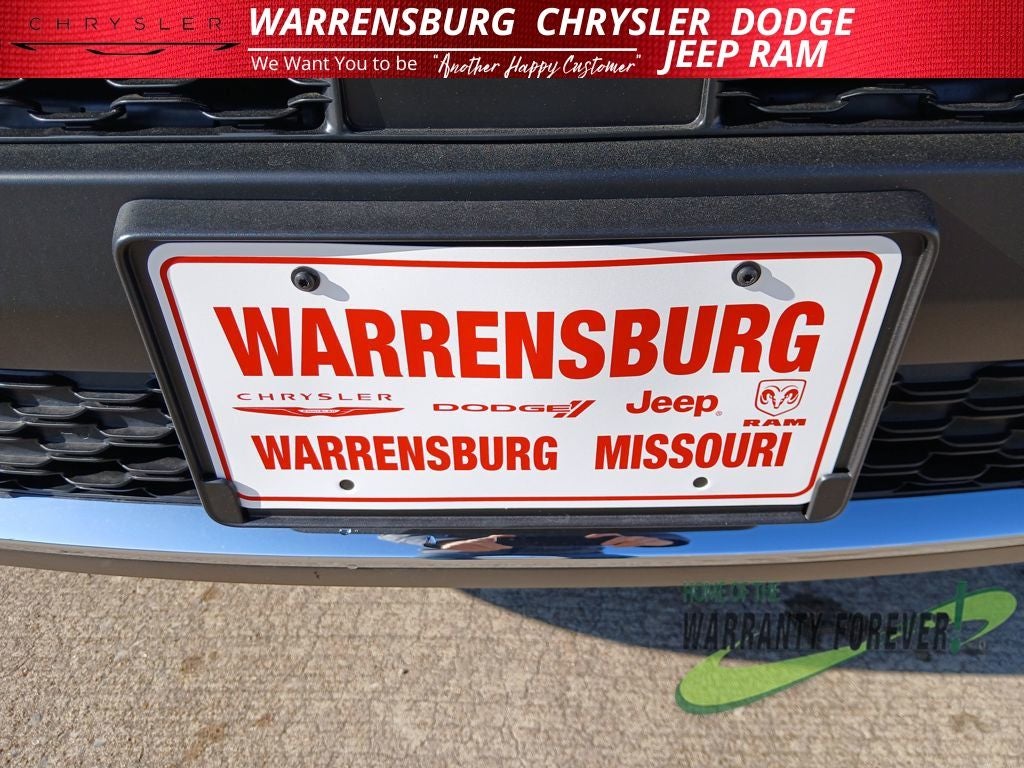 CHRYSLER
WARRENSBURG CHRYSLER DODGE
JEEP RAM
We Want You to be "Another Happy Customer"
WARRENSBURG
CHRYSLER DODGE Jeep RAM
WARRENSBURG MISSOURI
HOME OF THE
WARRANTY FOREVER!